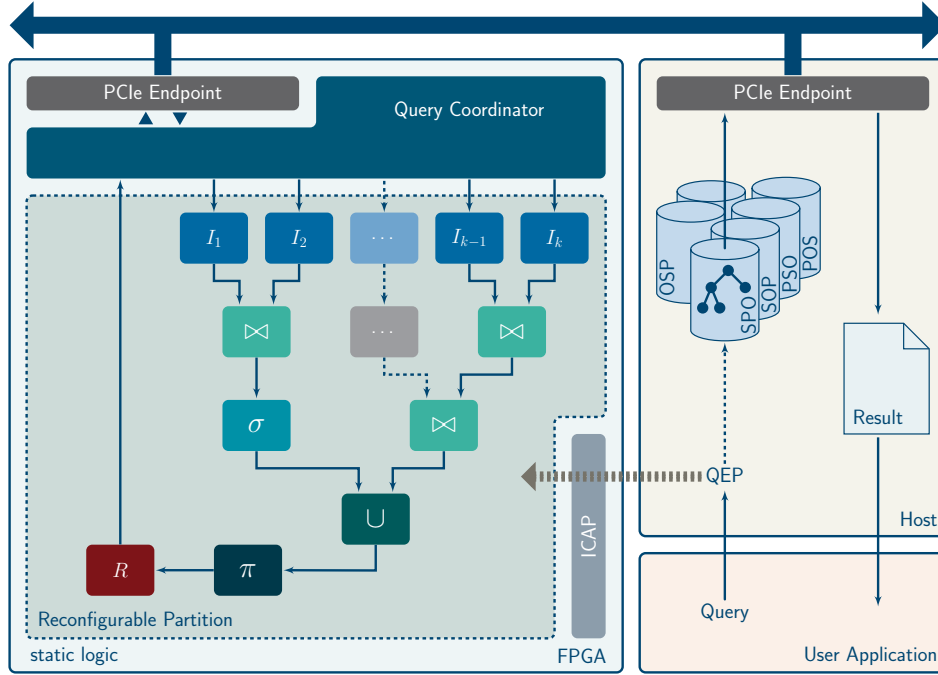 PCIe Endpoint
Query Coordinator
PCIe Endpoint
I₁
I₂
...
Iₖ₋₁
Iₖ
OSP
SPO
SOP
PSO
POS
⋈
...
⋈
σ
⋈
Result
QEP
∪
ICAP
Host
R
π
Reconfigurable Partition
Query
static logic
FPGA
User Application